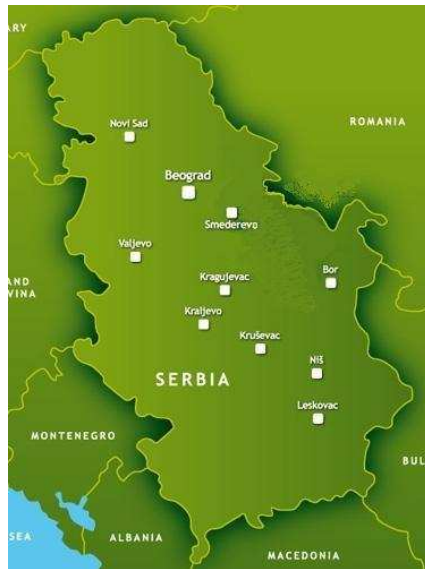 ARY
Novi Sad
ROMANIA
Beograd
Smederevo
Valjevo
AND
VINA
Kragujevac
Bor
Kraljevo
Kruševac
Niš
SERBIA
Leskovac
MONTENEGRO
BUL
SEA
ALBANIA
MACEDONIA